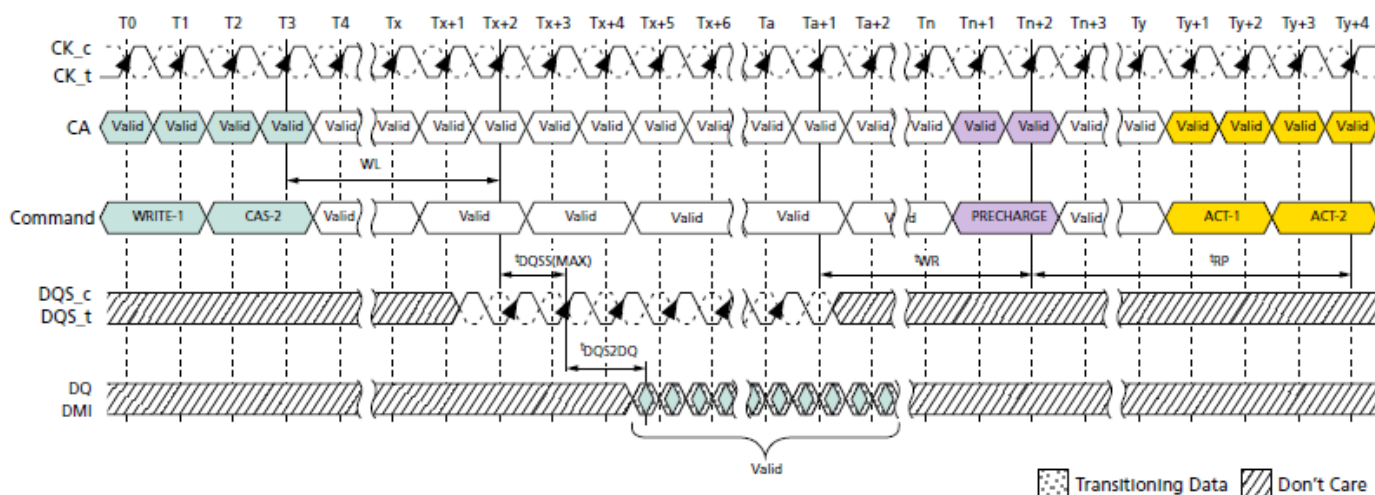 T0 T1 T2 T3 T4 Tx Tx+1 Tx+2 Tx+3 Tx+4 Tx+5 Tx+6 Ta Ta+1 Ta+2 Tn Tn+1 Tn+2 Tn+3 Ty Ty+1 Ty+2 Ty+3 Ty+4
CK_c
CK_t
CA Valid Valid Valid Valid Valid Valid Valid Valid Valid Valid Valid Valid Valid Valid Valid Valid Valid Valid Valid Valid Valid Valid Valid Valid
WL
Command WRITE-1 CAS-2 Valid Valid Valid Valid Valid PRECHARGE Valid ACT-1 ACT-2
tDQSS(MAX) tWR tRP
DQS_c
DQS_t
tDQS2DQ
DQ
DMI
Valid
Transitioning Data Don't Care